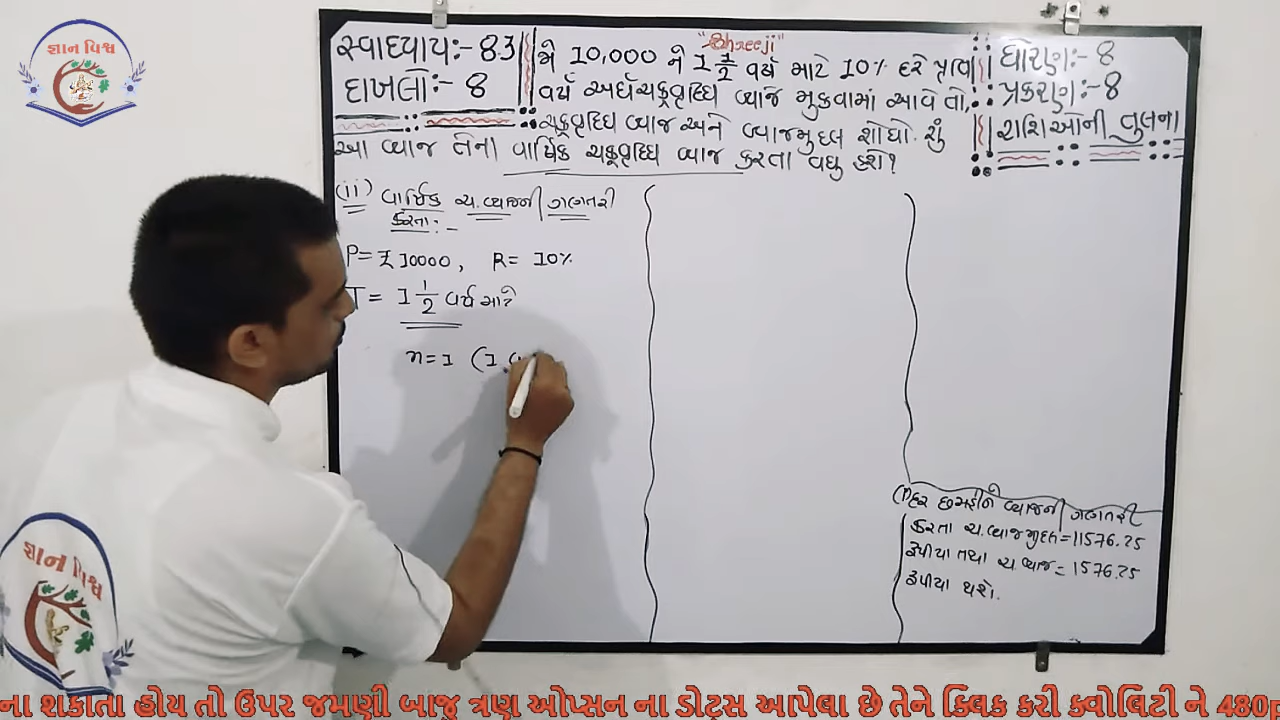 જ્ઞાન વિશ્વ
સ્વાધ્યાય:- 8.3
દાખલો:- 8
"Shreeji"
જો 10,000 ને 1 1/2 વર્ષ માટે 10% દરે પ્રતિ
વર્ષ અર્ધચક્રવૃદ્ધિ વ્યાજે મુકવામાં આવે તો,
ચક્રવૃદ્ધિ વ્યાજ અને વ્યાજમુદ્દલ શોધો. શું
આ વ્યાજ તેના વાર્ષિક ચક્રવૃદ્ધિ વ્યાજ કરતા વધુ હશે?
ધોરણ:- 8
પ્રકરણ:- 8
રાશિઓની તુલના
(ii) વાર્ષિક ચ. વ્યાજની ગણતરી
કરતા:-
P= ₹ 10000, R= 10%
T= 1 1/2 વર્ષ માટે
n=1 (1
(i) દર છ માહીને વ્યાજની ગણતરી
કરતા ચ. વ્યાજમુદ્દલ=11576.25
રૂપીયા તથા ચ. વ્યાજ= 1576.25
રૂપીયા થશે.
જ્ઞાન વિશ્વ
ના શકાતા હોય તો ઉપર જમણી બાજુ ત્રણ ઓપ્સન ના ડોટ્સ આપેલા છે તેને ક્લિક કરી ક્વોલિટી ને 480p